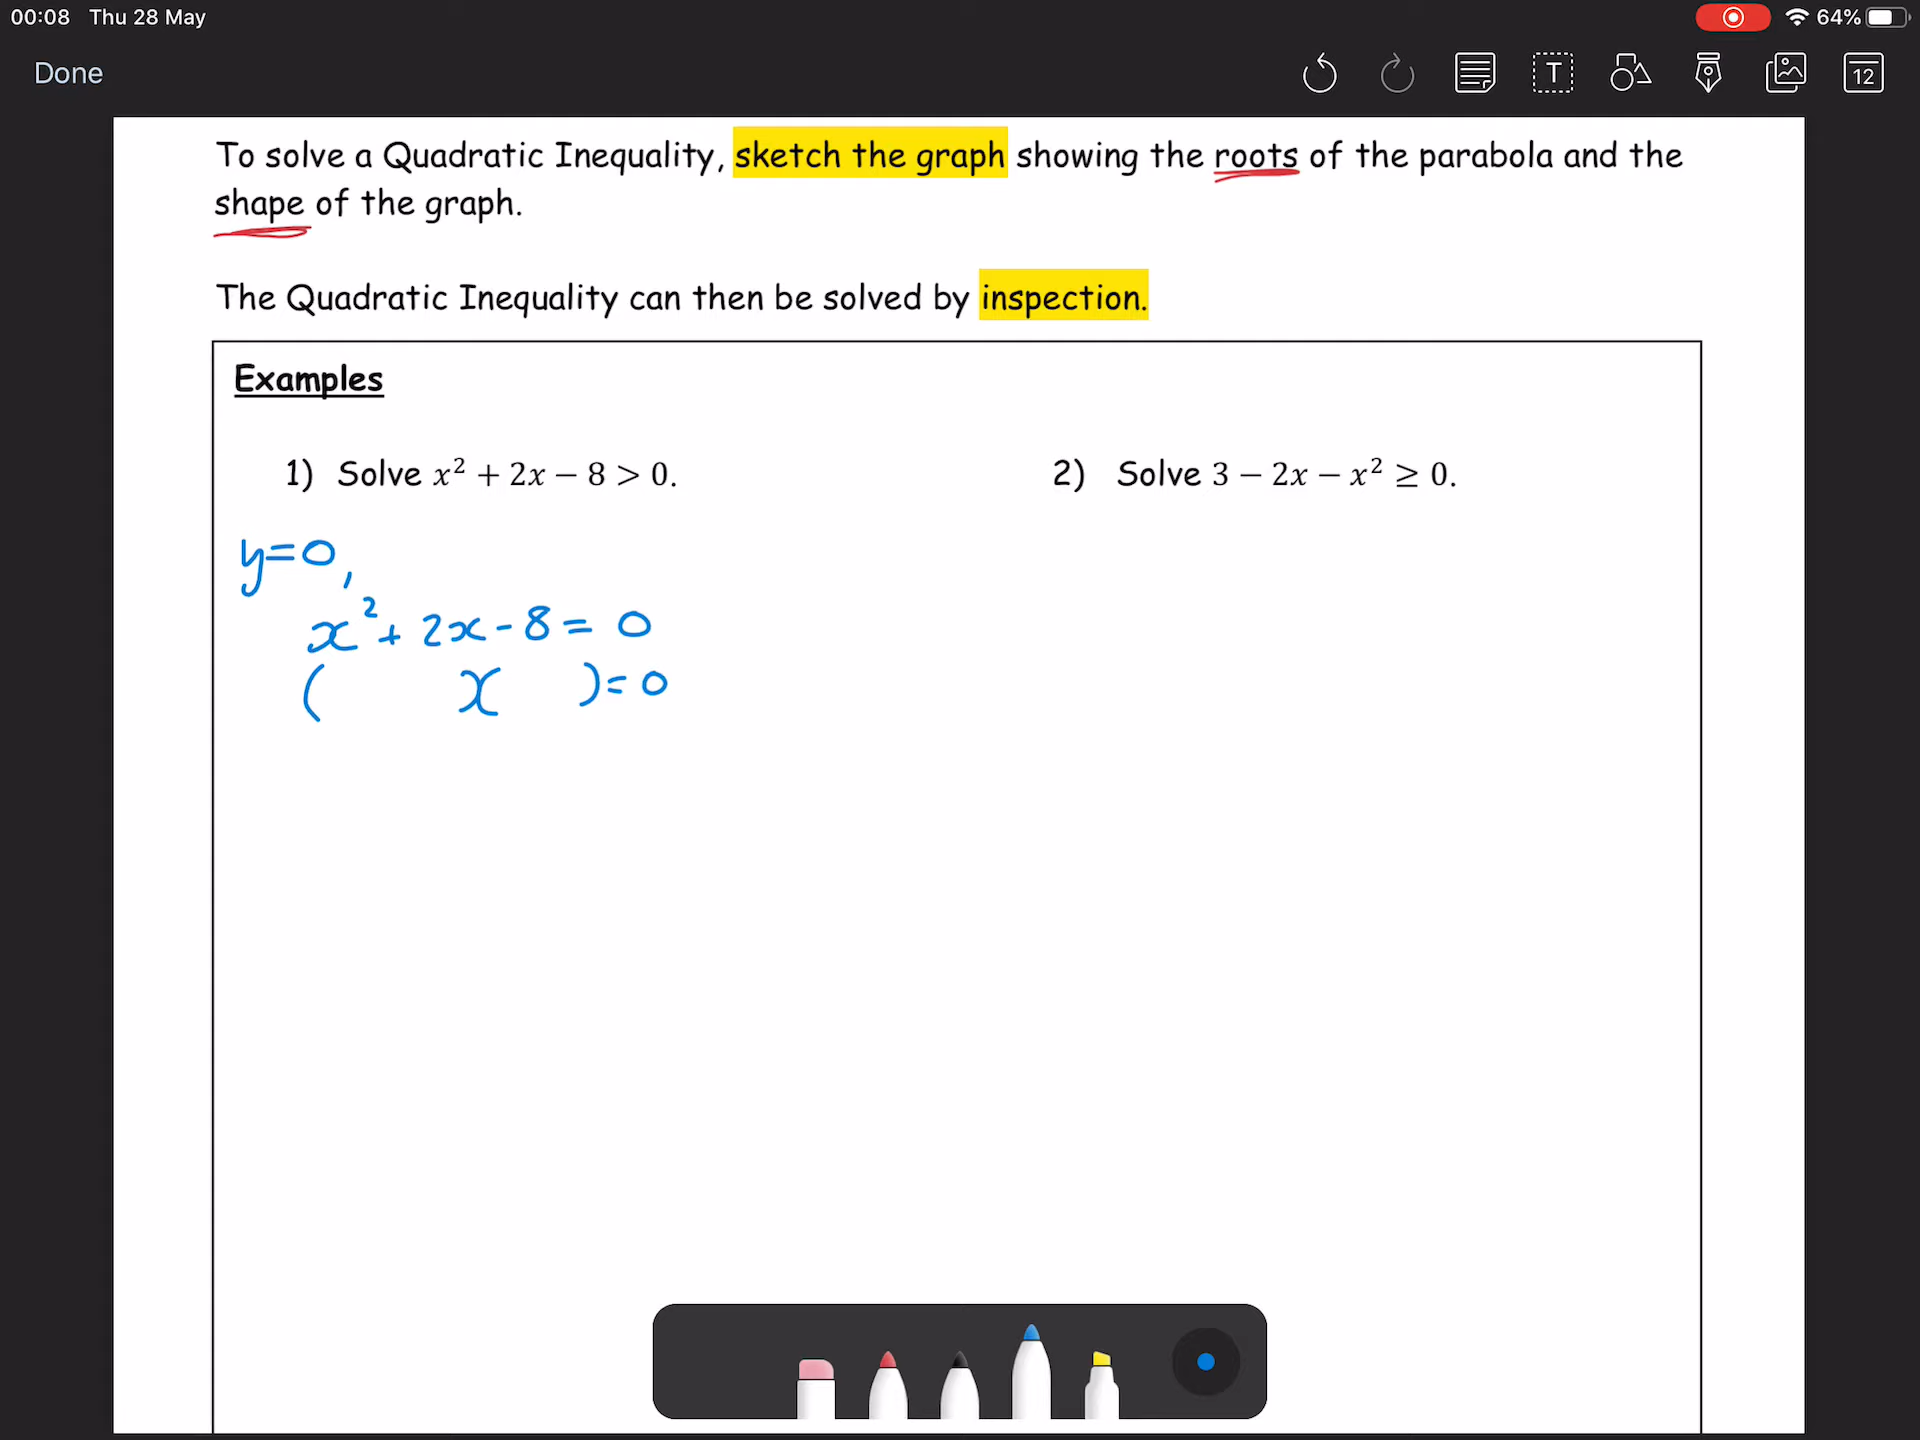 00:08 Thu 28 May
64%
Done
T
12
To solve a Quadratic Inequality, sketch the graph showing the roots of the parabola and the
shape of the graph.
The Quadratic Inequality can then be solved by inspection.
Examples
1) Solve x² + 2x − 8 > 0.
2) Solve 3 − 2x − x² ≥ 0.
y=0,
x²+ 2x - 8 = 0
( x ) = 0